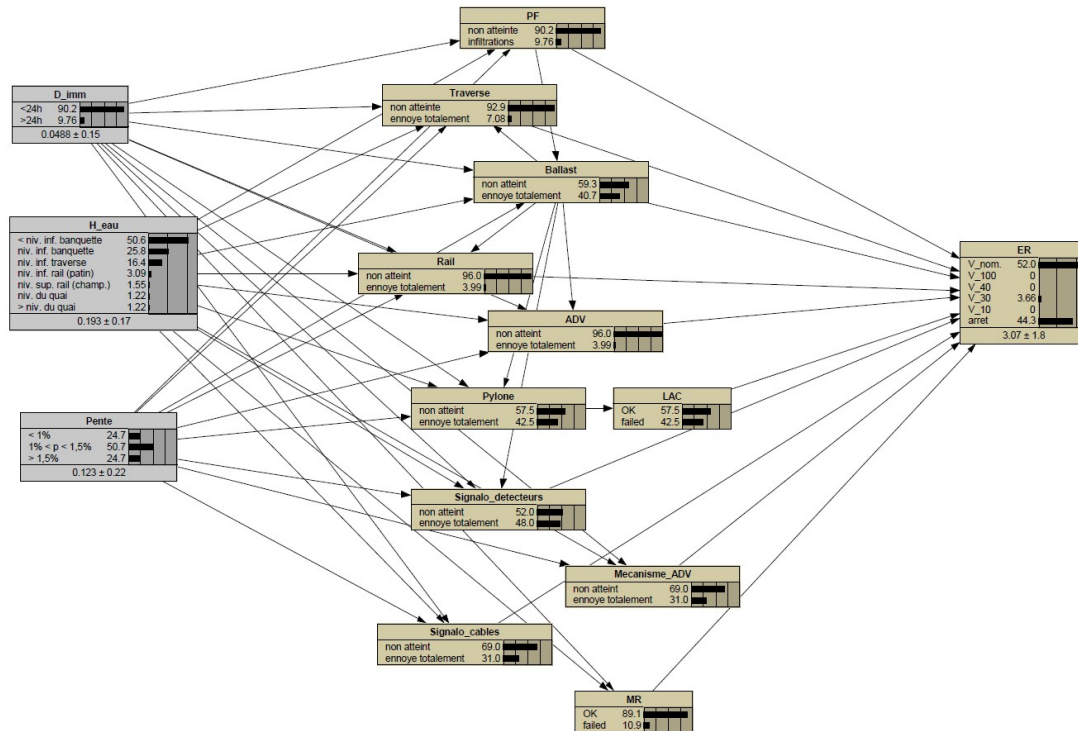 PF
non atteinte 90.2
infiltrations 9.76
Traverse
non atteinte 92.9
ennoye totalement 7.08
D_imm
<24h 90.2
>24h 9.76
0.0488 ± 0.15
Ballast
non atteint 59.3
ennoye totalement 40.7
H_eau
< niv. inf. banquette 50.6
niv. inf. banquette 25.8
niv. inf. traverse 16.4
niv. inf. rail (patin) 3.09
niv. sup. rail (champ.) 1.55
niv. du quai 1.22
> niv. du quai 1.22
0.193 ± 0.17
Rail
non atteint 96.0
ennoye totalement 3.99
ER
V_nom. 52.0
V_100 0
V_40 0
V_30 3.66
V_10 0
arret 44.3
3.07 ± 1.8
ADV
non atteint 96.0
ennoye totalement 3.99
Pylone
non atteint 57.5
ennoye totalement 42.5
LAC
OK 57.5
failed 42.5
Pente
< 1% 24.7
1% < p < 1,5% 50.7
> 1,5% 24.7
0.123 ± 0.22
Signalo_detecteurs
non atteint 52.0
ennoye totalement 48.0
Mecanisme_ADV
non atteint 69.0
ennoye totalement 31.0
Signalo_cables
non atteint 69.0
ennoye totalement 31.0
MR
OK 89.1
failed 10.9